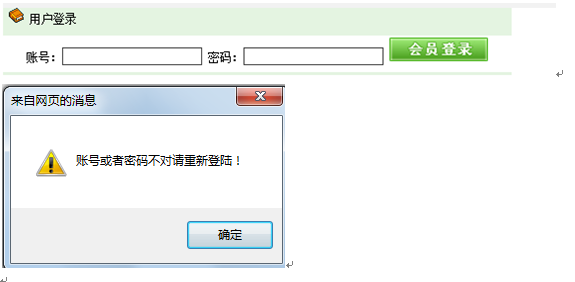 用户登录
账号： 密码： 会员登录
来自网页的消息
账号或者密码不对请重新登陆！
确定